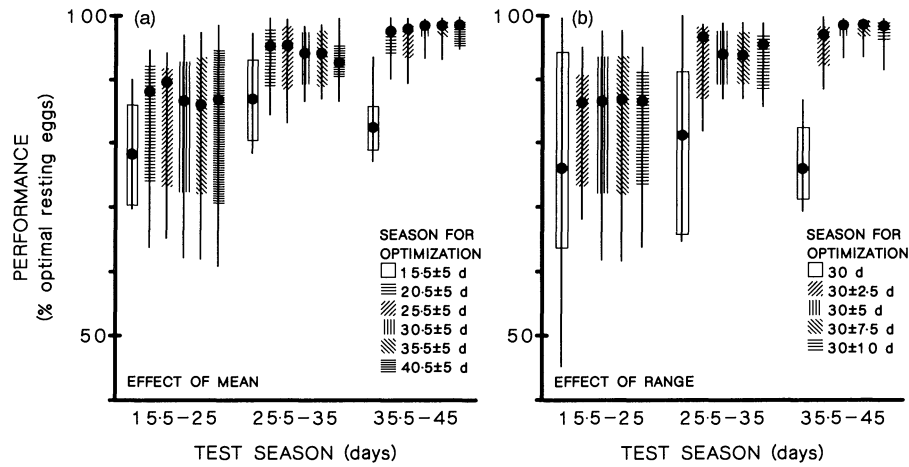 100
(a)
50
PERFORMANCE
(% optimal resting eggs)
SEASON FOR
OPTIMIZATION
15·5±5 d
20·5±5 d
25·5±5 d
30·5±5 d
35·5±5 d
40·5±5 d
EFFECT OF MEAN
15·5-25 25·5-35 35·5-45
TEST SEASON (days)
100
(b)
50
SEASON FOR
OPTIMIZATION
30 d
30±2·5 d
30±5 d
30±7·5 d
30±10 d
EFFECT OF RANGE
15·5-25 25·5-35 35·5-45
TEST SEASON (days)